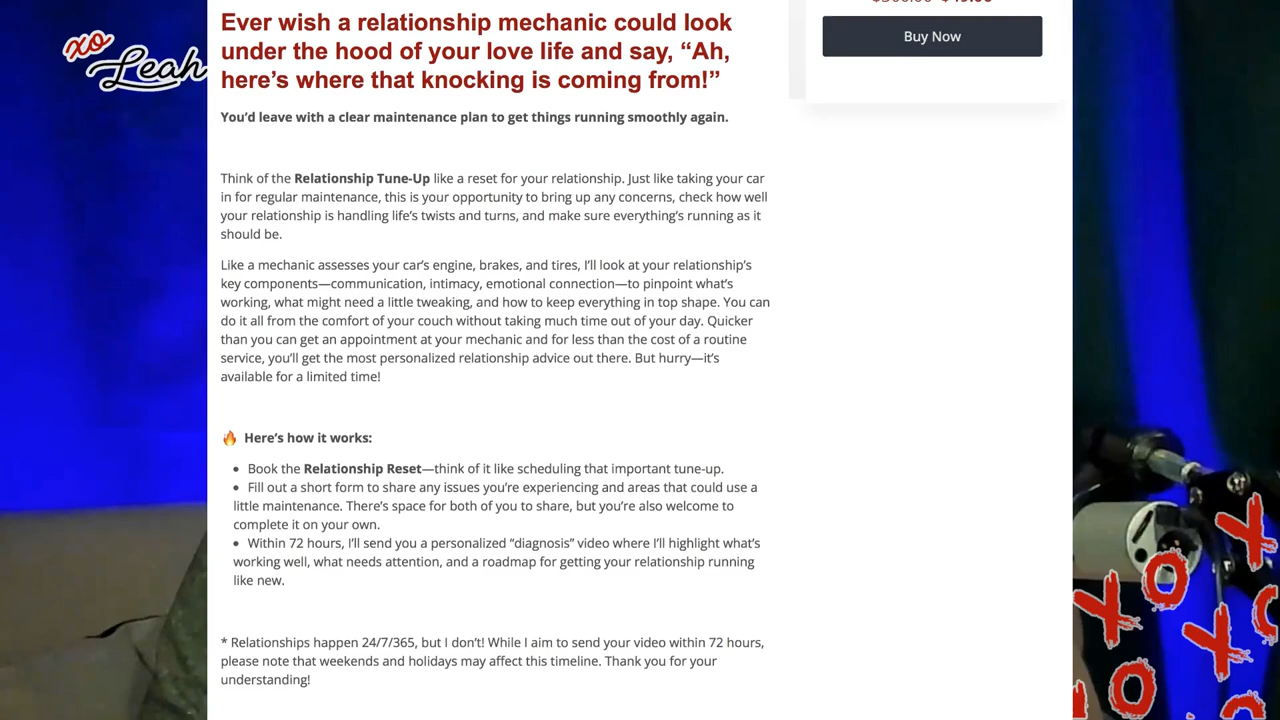 xo
Leah
Ever wish a relationship mechanic could look
under the hood of your love life and say, “Ah,
here’s where that knocking is coming from!”
You’d leave with a clear maintenance plan to get things running smoothly again.
Think of the Relationship Tune-Up like a reset for your relationship. Just like taking your car
in for regular maintenance, this is your opportunity to bring up any concerns, check how well
your relationship is handling life’s twists and turns, and make sure everything’s running as it
should be.
Like a mechanic assesses your car’s engine, brakes, and tires, I’ll look at your relationship’s
key components—communication, intimacy, emotional connection—to pinpoint what’s
working, what might need a little tweaking, and how to keep everything in top shape. You can
do it all from the comfort of your couch without taking much time out of your day. Quicker
than you can get an appointment at your mechanic and for less than the cost of a routine
service, you’ll get the most personalized relationship advice out there. But hurry—it’s
available for a limited time!
🔥 Here’s how it works:
• Book the Relationship Reset—think of it like scheduling that important tune-up.
• Fill out a short form to share any issues you’re experiencing and areas that could use a
little maintenance. There’s space for both of you to share, but you’re also welcome to
complete it on your own.
• Within 72 hours, I’ll send you a personalized “diagnosis” video where I’ll highlight what’s
working well, what needs attention, and a roadmap for getting your relationship running
like new.
* Relationships happen 24/7/365, but I don’t! While I aim to send your video within 72 hours,
please note that weekends and holidays may affect this timeline. Thank you for your
understanding!
Buy Now
X
X O
X
O